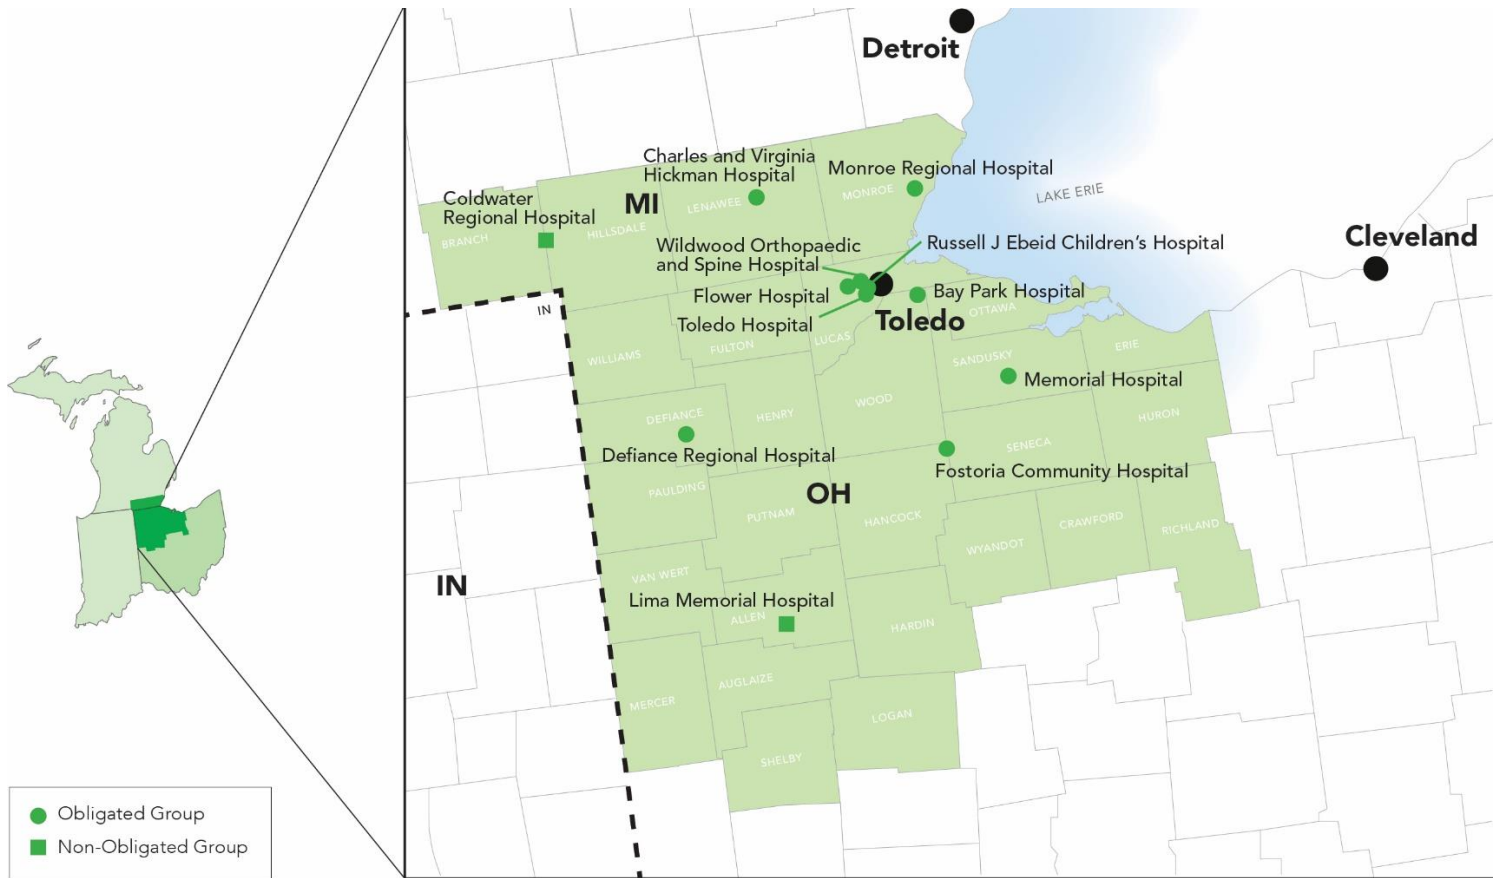 Detroit
Charles and Virginia
Hickman Hospital
Monroe Regional Hospital
MONROE
LAKE ERIE
Coldwater
Regional Hospital
MI
LENAWEE
BRANCH
HILLSDALE
Wildwood Orthopaedic
and Spine Hospital
Russell J Ebeid Children's Hospital
Cleveland
Flower Hospital
Bay Park Hospital
IN
Toledo Hospital
Toledo
OTTAWA
WILLIAMS
FULTON
LUCAS
SANDUSKY
ERIE
Memorial Hospital
DEFIANCE
HENRY
WOOD
HURON
Defiance Regional Hospital
SENECA
Fostoria Community Hospital
PAULDING
OH
PUTNAM
HANCOCK
CRAWFORD
RICHLAND
WYANDOT
IN
VAN WERT
Lima Memorial Hospital
ALLEN
HARDIN
MERCER
AUGLAIZE
LOGAN
SHELBY
Obligated Group
Non-Obligated Group